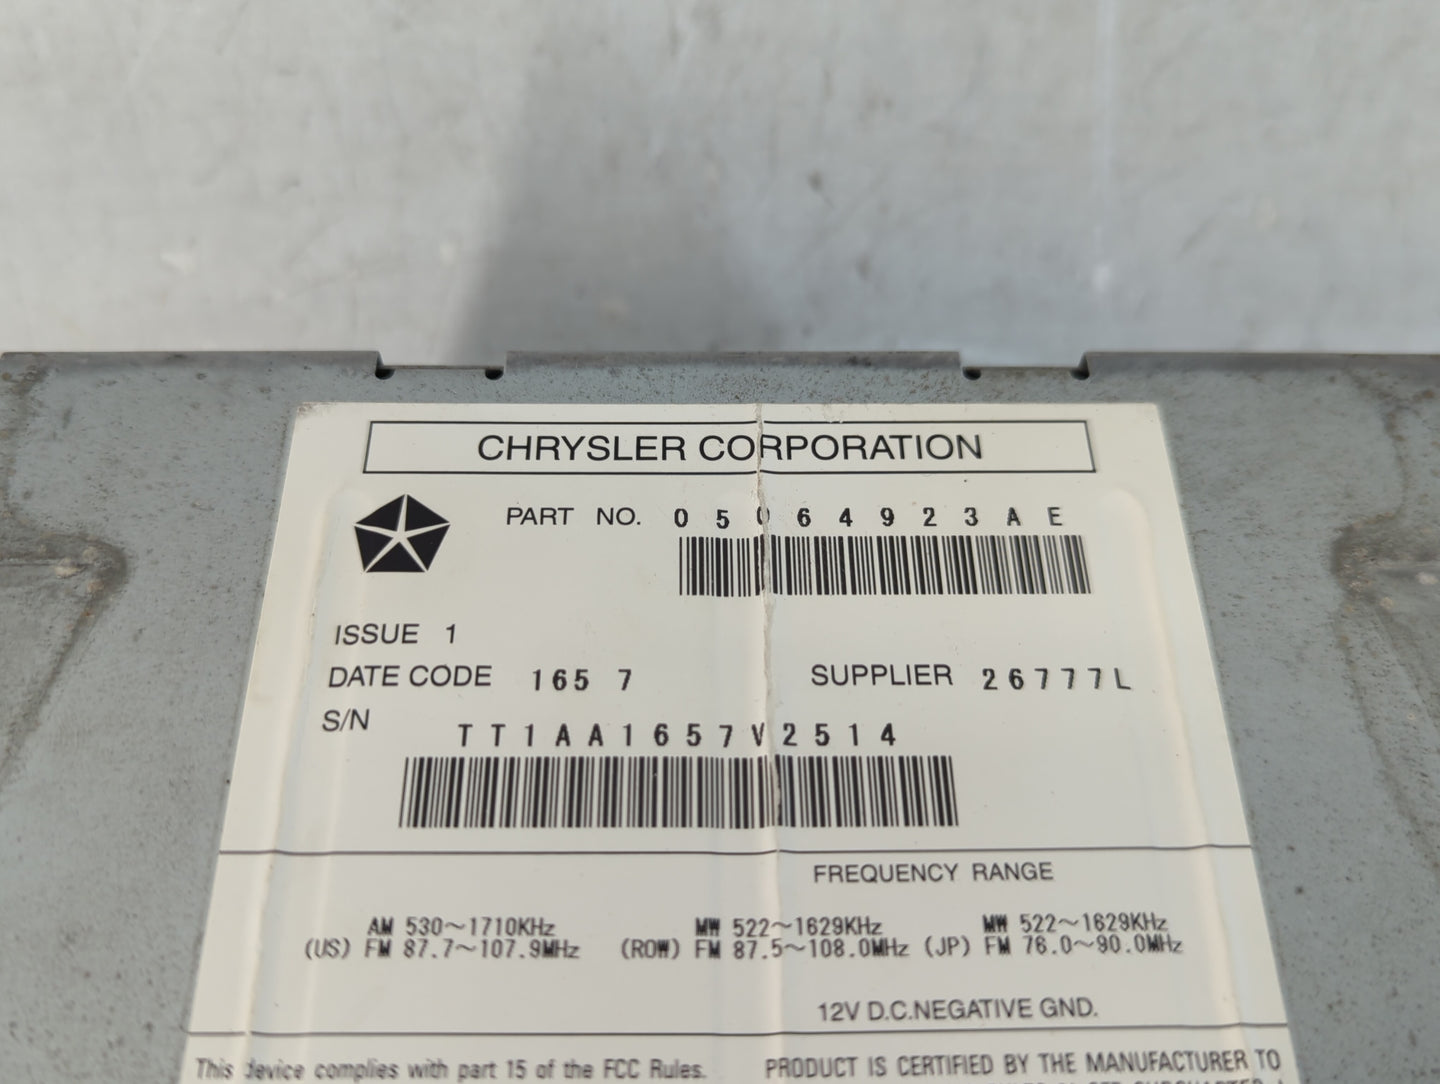 CHRYSLER CORPORATION
PART NO. 05064923AE
ISSUE 1
DATE CODE 1657 SUPPLIER 26777L
S/N TT1AA1657V2514
FREQUENCY RANGE
AM 530~1710KHz MW 522~1629KHz MW 522~1629KHz
(US) FM 87.7~107.9MHz (ROW) FM 87.5~108.0MHz (JP) FM 76.0~90.0MHz
12V D.C.NEGATIVE GND.
This device complies with part 15 of the FCC Rules. PRODUCT IS CERTIFIED BY THE MANUFACTURER TO